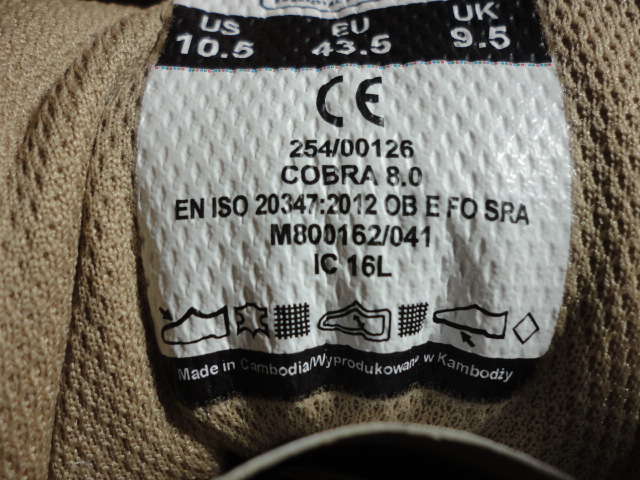 US EU UK
10.5 43.5 9.5
CE
254/00126
COBRA 8.0
EN ISO 20347:2012 OB E FO SRA
M800162/041
IC 16L
Made in Cambodia/Wyprodukowane w Kambodży